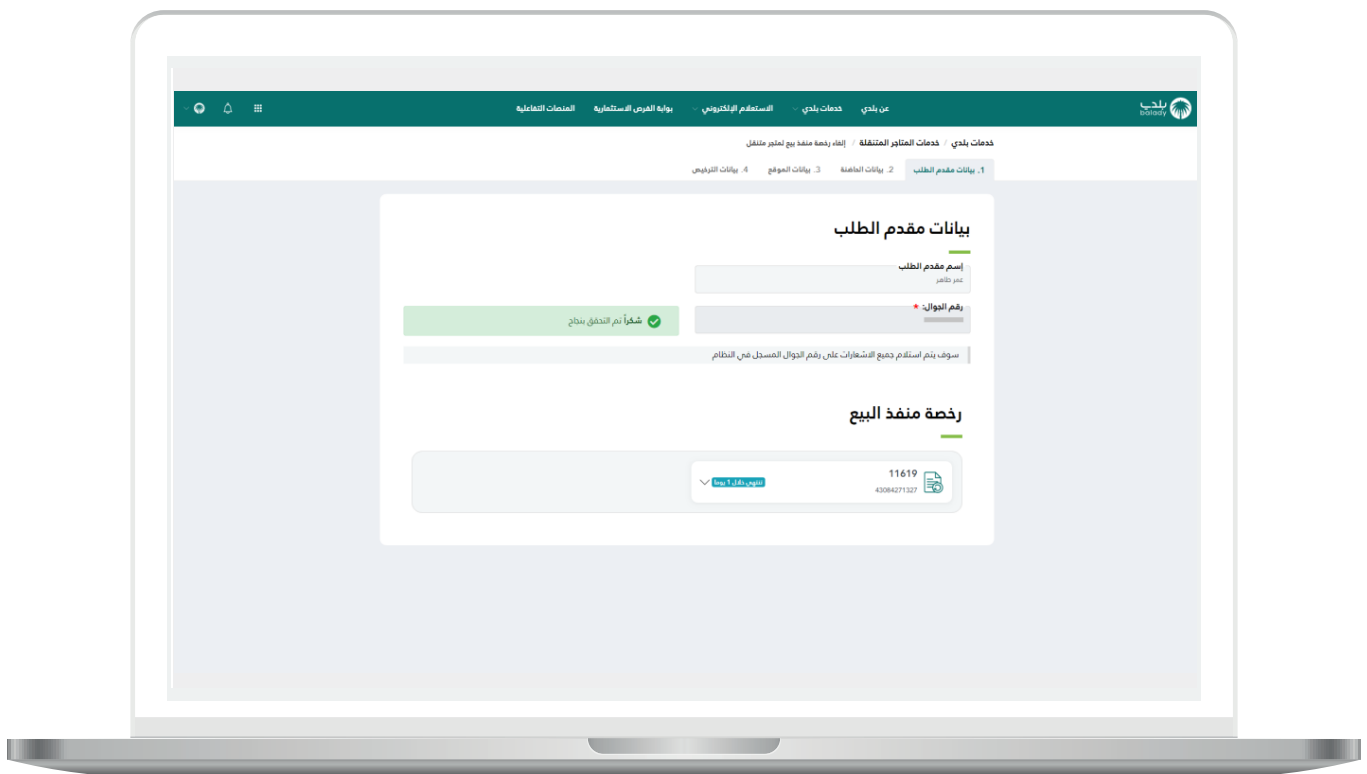 بلدي
balady
عن بلدي
خدمات بلدي
الاستعلام الإلكتروني
بوابة الفرص الاستثمارية
المنصات التفاعلية
خدمات بلدي / خدمات المتاجر المتنقلة / إلغاء رخصة منفذ بيع لمتجر متنقل
1. بيانات مقدم الطلب
2. بيانات الحاضنة
3. بيانات الموقع
4. بيانات الترخيص
بيانات مقدم الطلب
إسم مقدم الطلب
عمر ظاهر
رقم الجوال: *
شكراً تم التحقق بنجاح
سوف يتم استلام جميع الاشعارات على رقم الجوال المسجل في النظام
رخصة منفذ البيع
11619
43084271327
تنتهي خلال 1 يوما